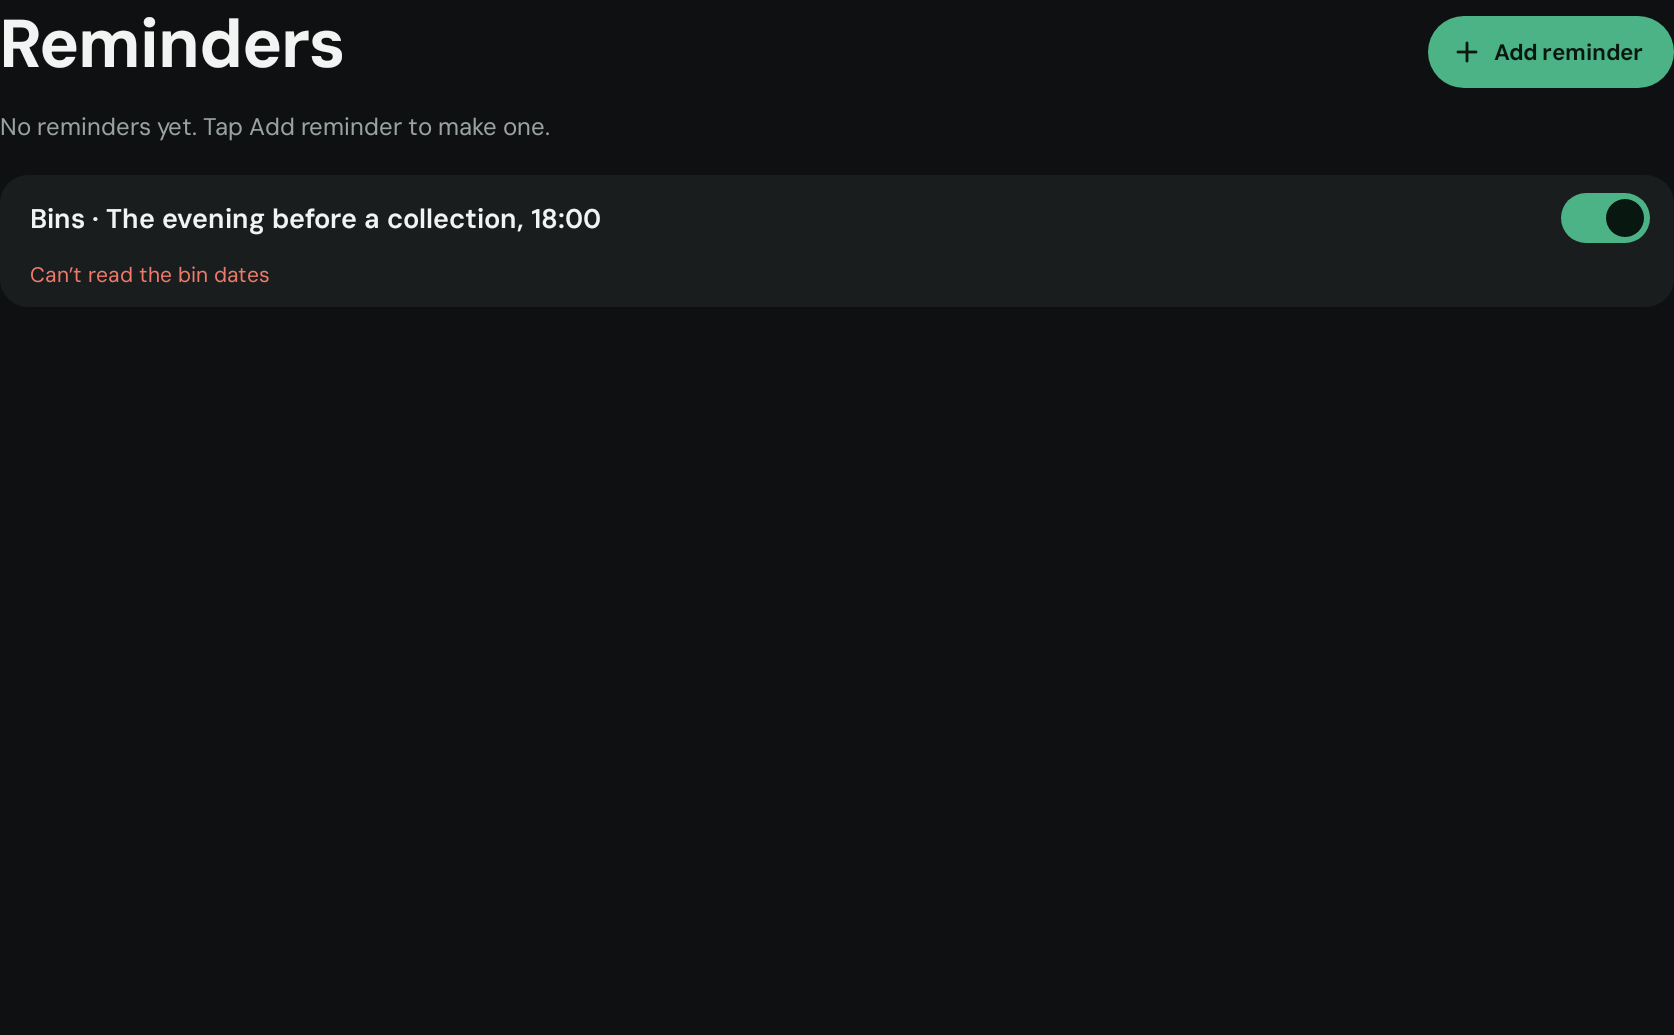 Reminders
+ Add reminder
No reminders yet. Tap Add reminder to make one.
Bins · The evening before a collection, 18:00
Can’t read the bin dates